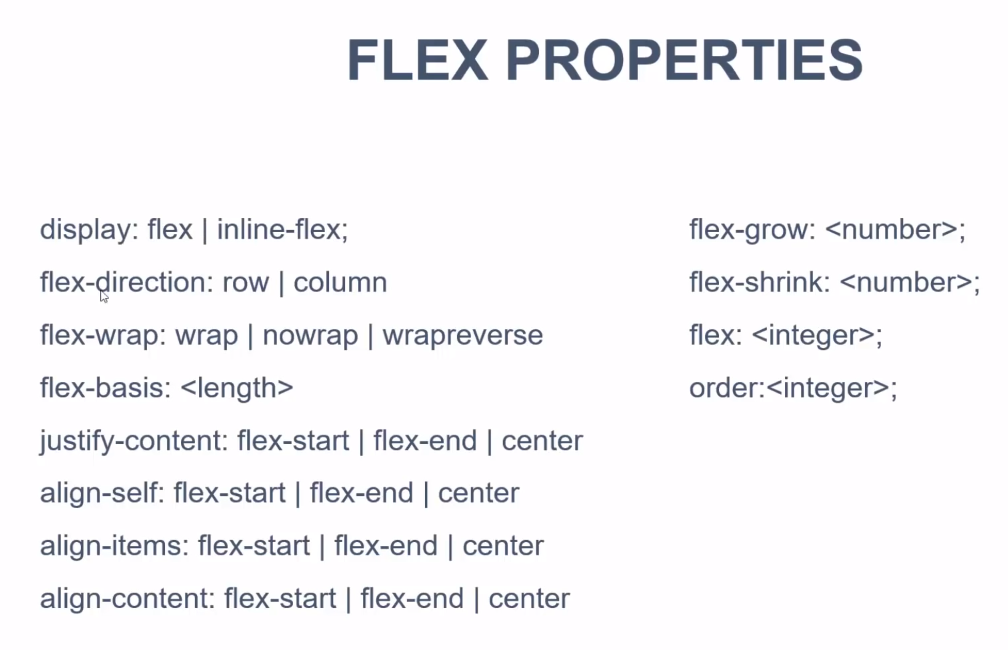 FLEX PROPERTIES
display: flex | inline-flex;
flex-direction: row | column
flex-wrap: wrap | nowrap | wrapreverse
flex-basis: <length>
justify-content: flex-start | flex-end | center
align-self: flex-start | flex-end | center
align-items: flex-start | flex-end | center
align-content: flex-start | flex-end | center
flex-grow: <number>;
flex-shrink: <number>;
flex: <integer>;
order:<integer>;